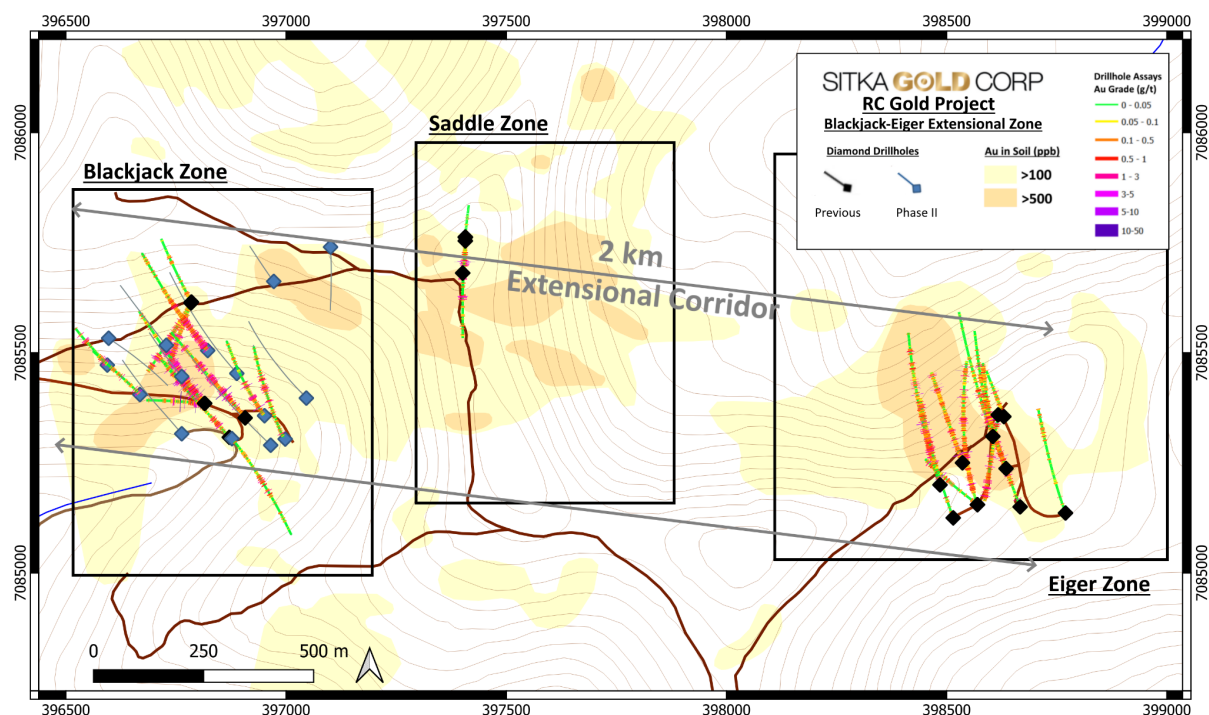 396500 397000 397500 398000 398500 399000
7086000
7085500
7085000
7086000
7085500
7085000
SITKA GOLD CORP
RC Gold Project
Blackjack-Eiger Extensional Zone
Diamond Drillholes
Previous
Phase II
Au in Soil (ppb)
>100
>500
Drillhole Assays
Au Grade (g/t)
0 - 0.05
0.05 - 0.1
0.1 - 0.5
0.5 - 1
1 - 3
3-5
5-10
10-50
Saddle Zone
Blackjack Zone
2 km
Extensional Corridor
Eiger Zone
0 250 500 m
396500 397000 397500 398000 398500 399000